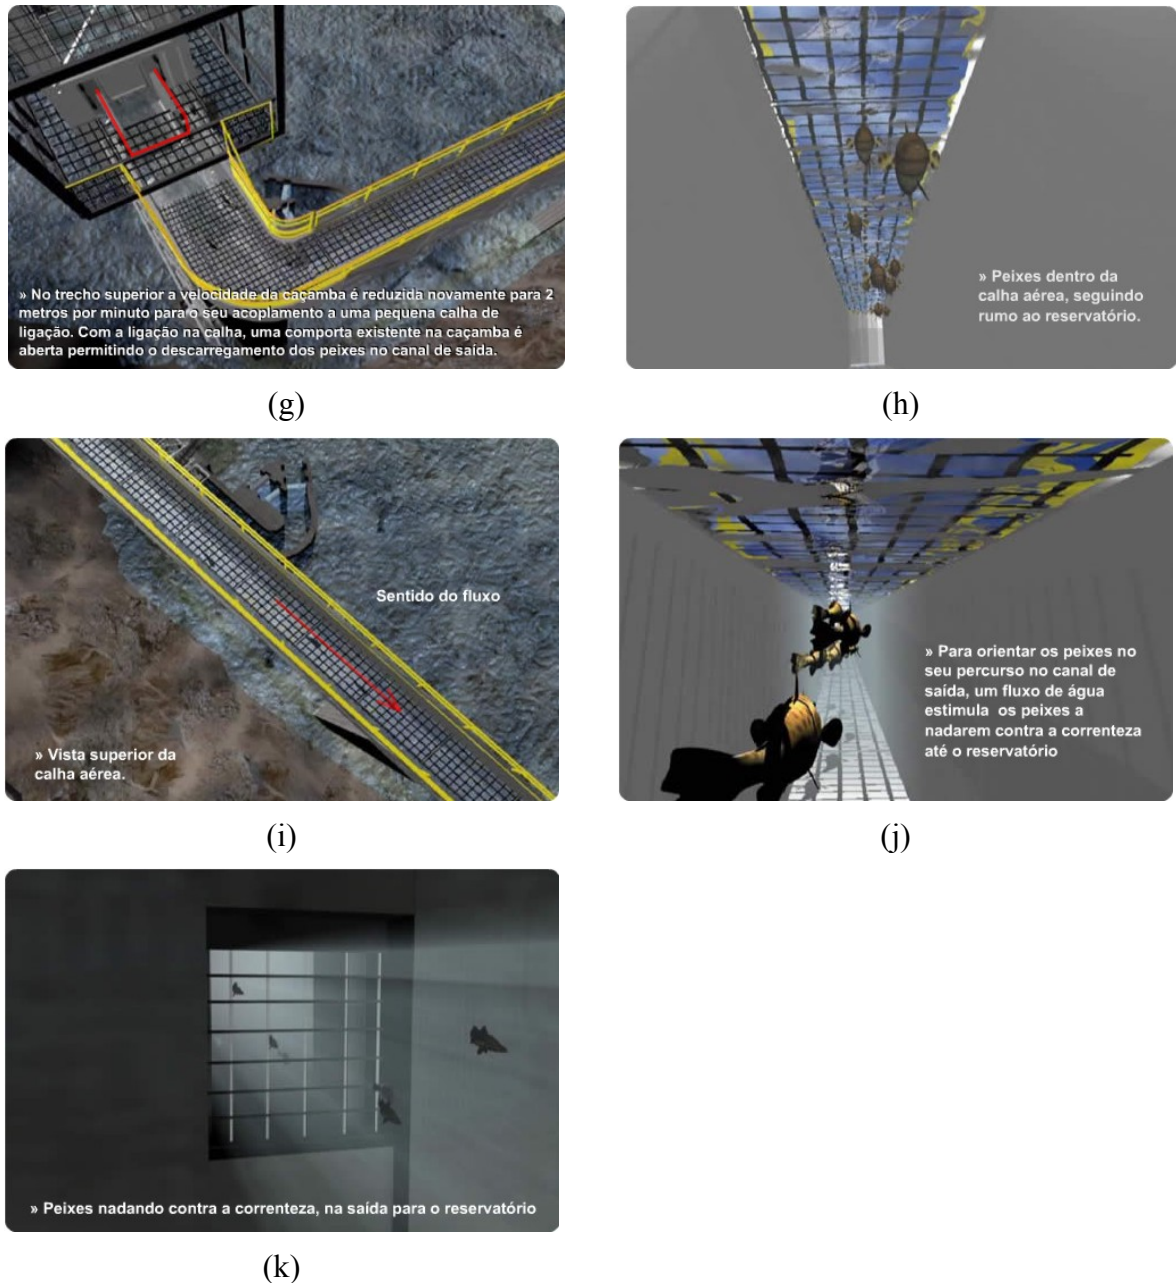 » No trecho superior a velocidade da caçamba é reduzida novamente para 2
metros por minuto para o seu acoplamento a uma pequena calha de
ligação. Com a ligação na calha, uma comporta existente na caçamba é
aberta permitindo o descarregamento dos peixes no canal de saída.
(g)
» Peixes dentro da
calha aérea, seguindo
rumo ao reservatório.
(h)
Sentido do fluxo
» Vista superior da
calha aérea.
(i)
» Para orientar os peixes no
seu percurso no canal de
saída, um fluxo de água
estimula os peixes a
nadarem contra a correnteza
até o reservatório
(j)
» Peixes nadando contra a correnteza, na saída para o reservatório
(k)